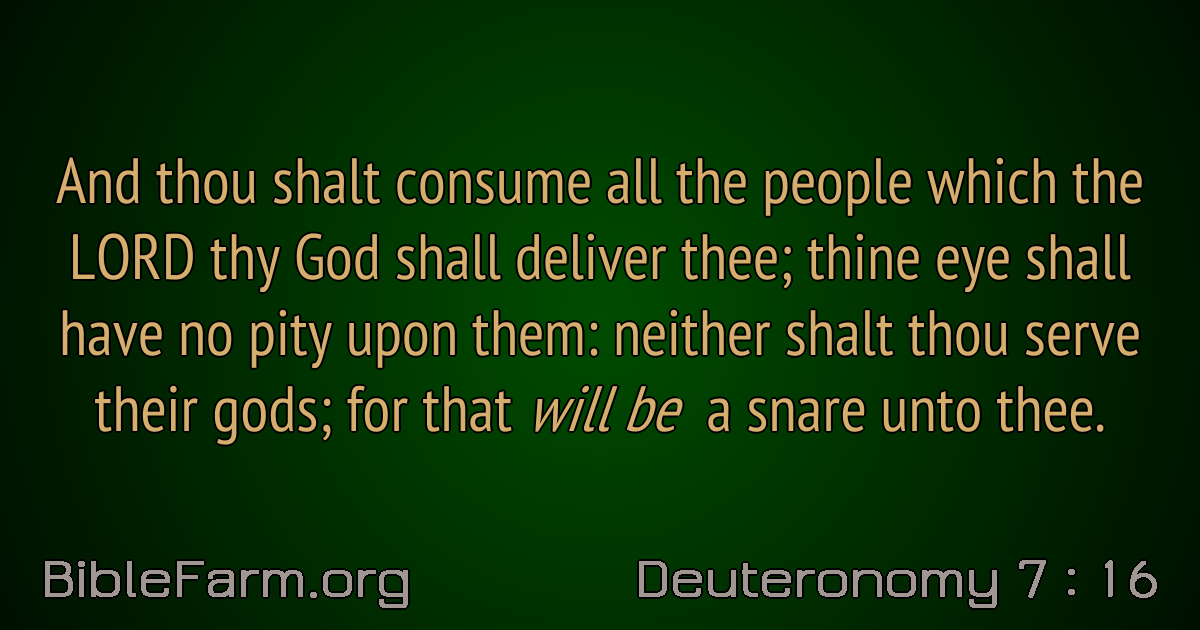 And thou shalt consume all the people which the
LORD thy God shall deliver thee; thine eye shall
have no pity upon them: neither shalt thou serve
their gods; for that will be a snare unto thee.
BibleFarm.org
Deuteronomy 7 : 16